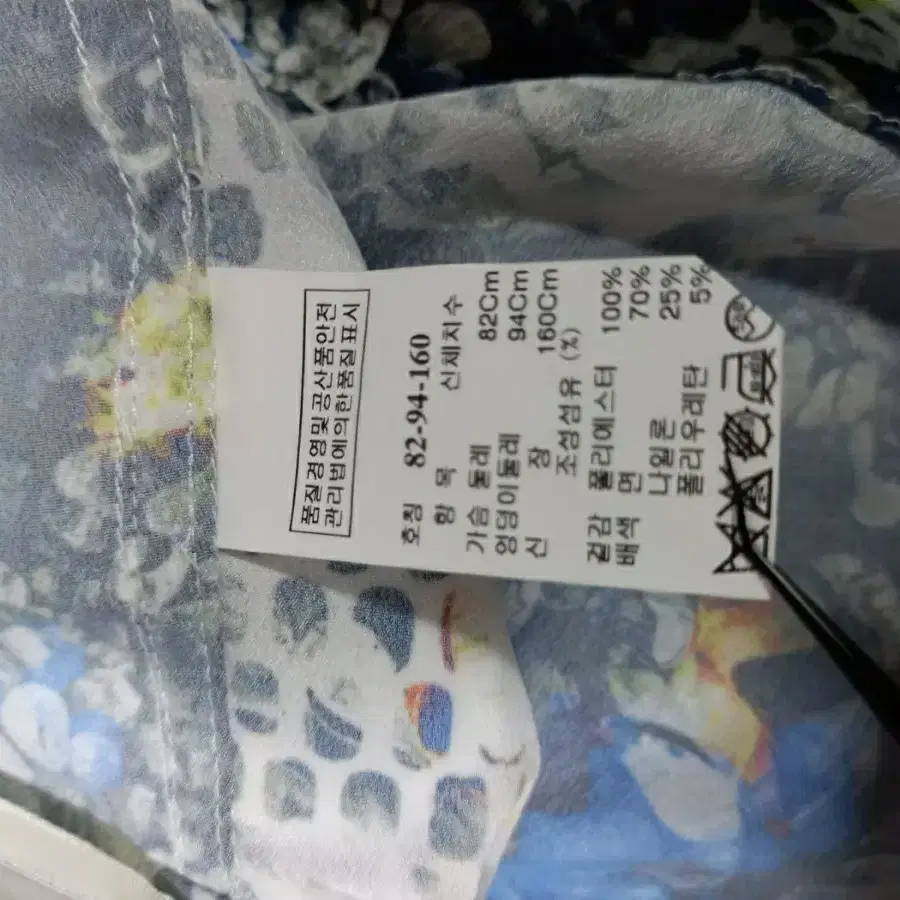 품질경영및공산품안전
관리법에의한품질표시
호칭 82-94-160
항 목 신체치수
가슴 둘레 82Cm
엉덩이둘레 94Cm
신 장 160Cm
조성섬유 (%)
겉감 폴리에스터 100%
배색 면 70%
나일론 25%
폴리우레탄 5%